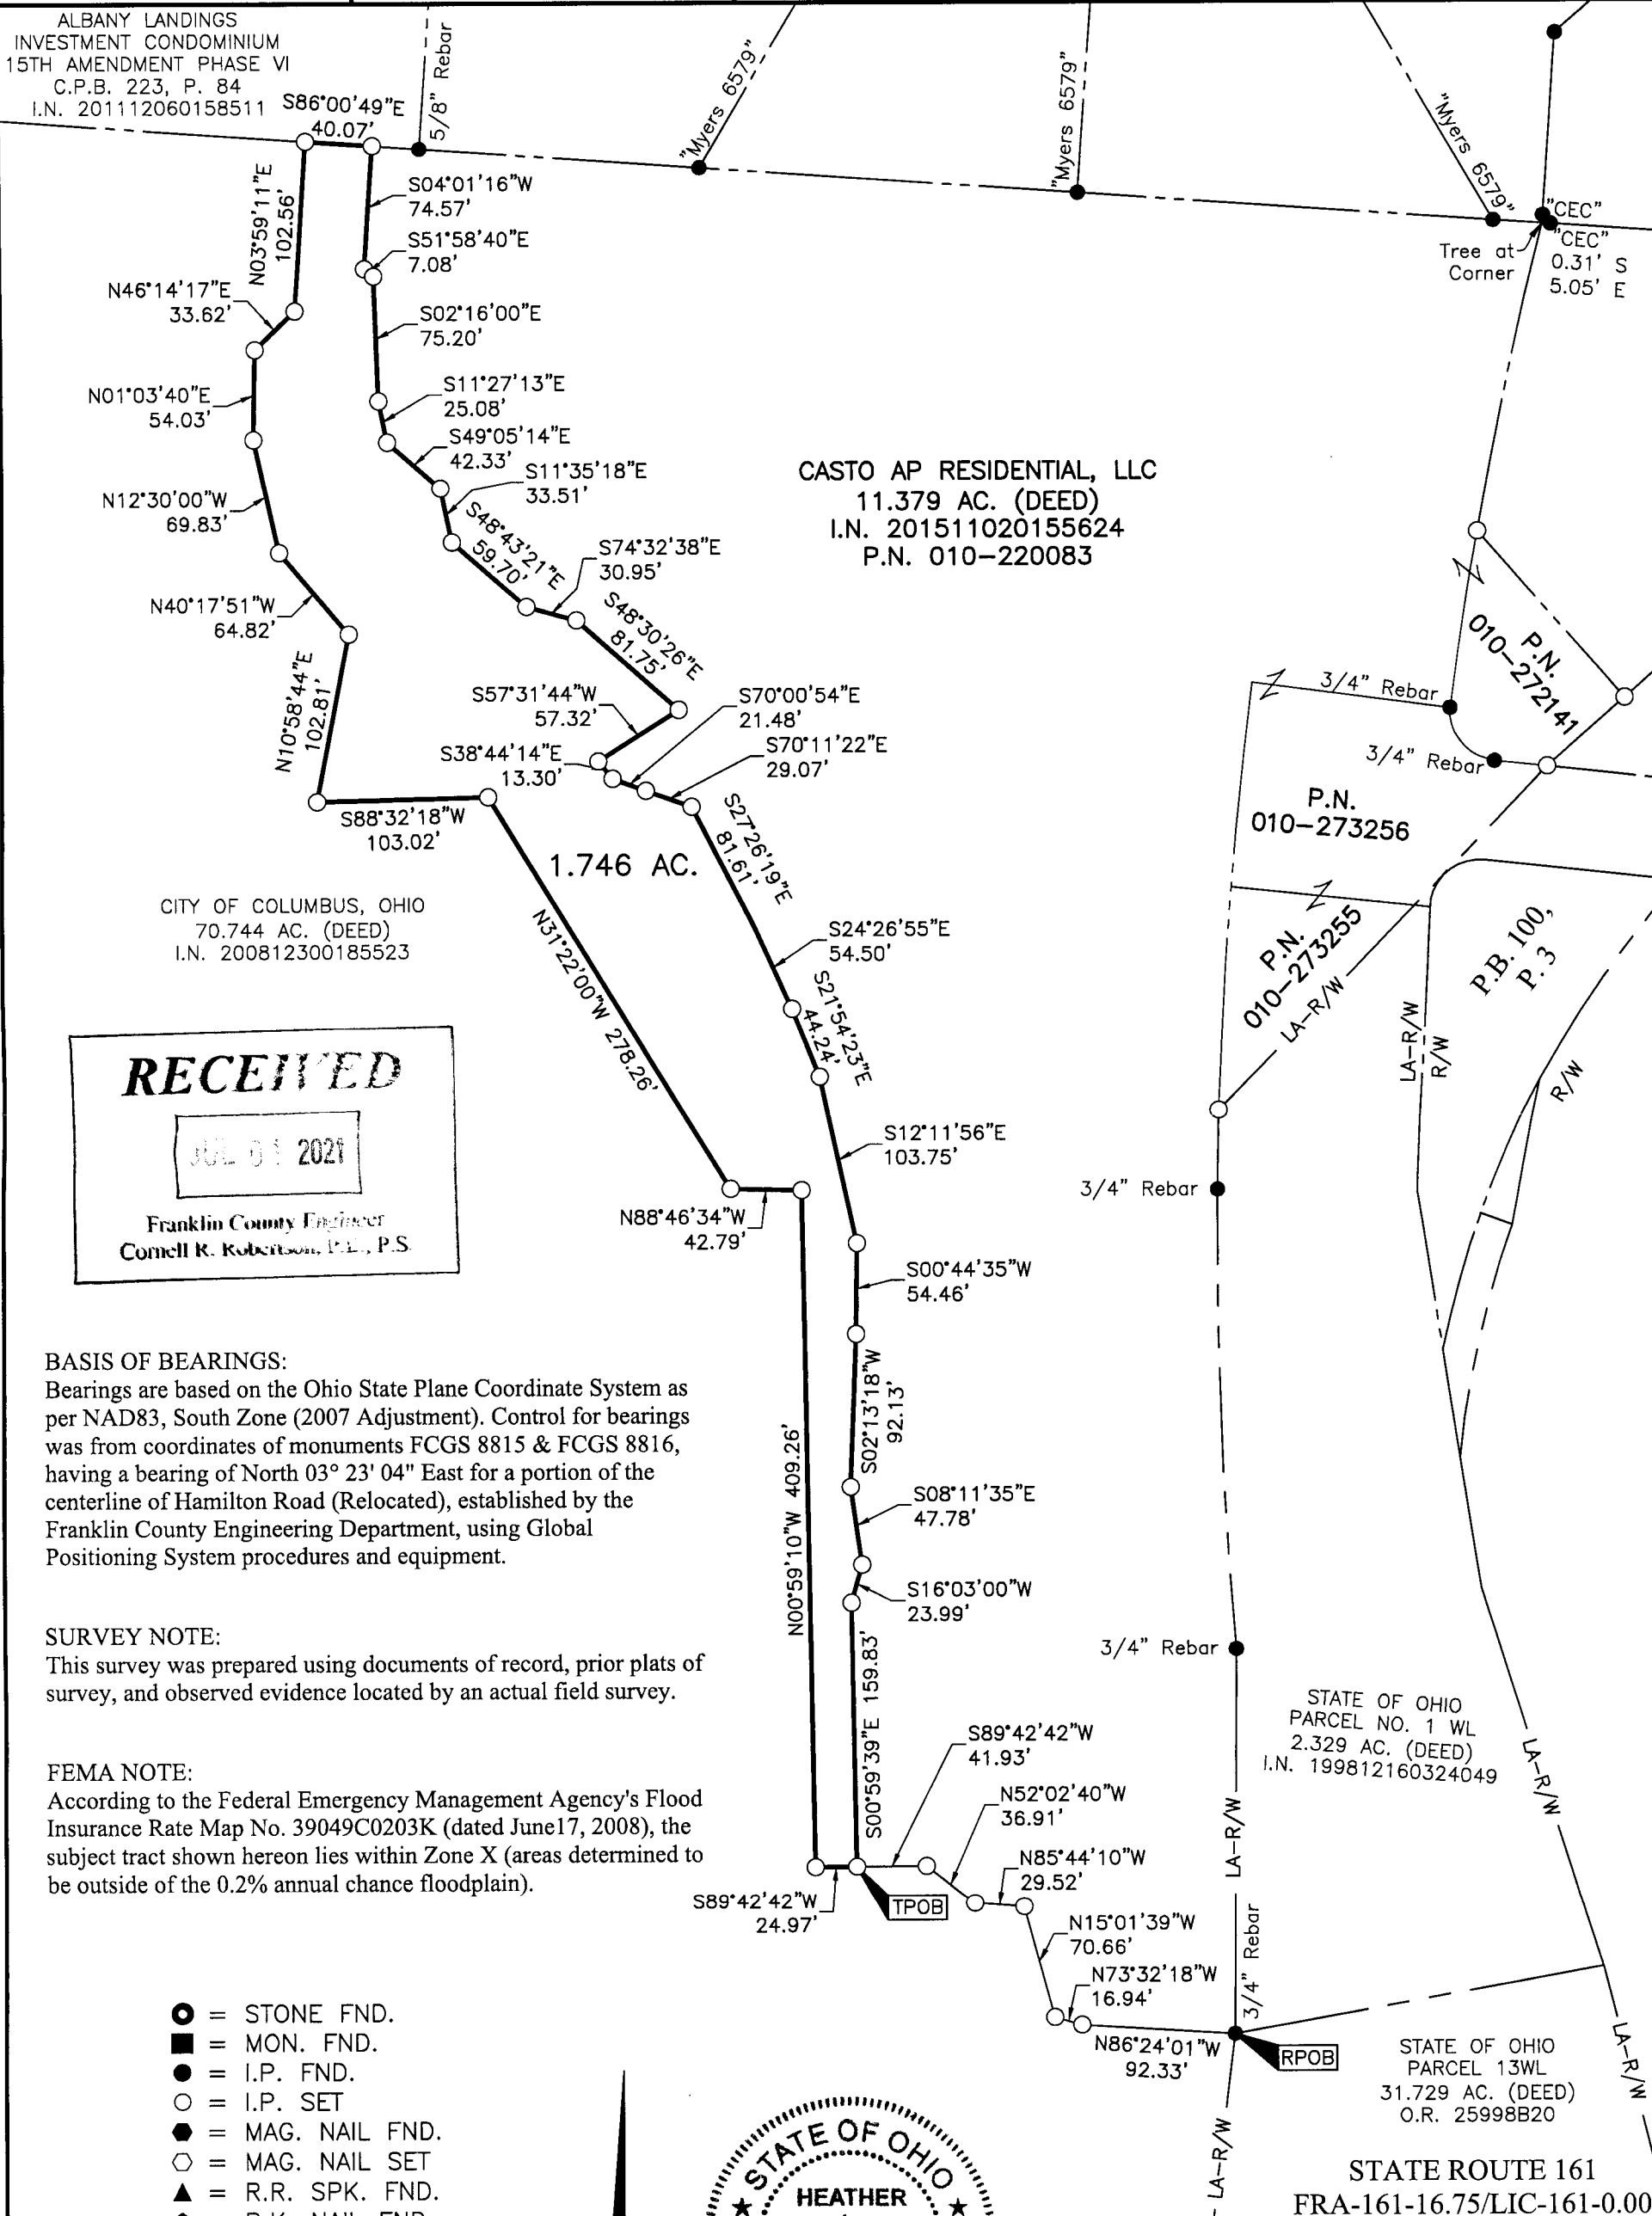 ALBANY LANDINGS
INVESTMENT CONDOMINIUM
15TH AMENDMENT PHASE VI
C.P.B. 223, P. 84
I.N. 201112060158511
S86°00'49"E
40.07'
5/8" Rebar
"Myers 6579"
"Myers 6579"
"Myers 6579"
"CEC"
"CEC"
0.31' S
5.05' E
Tree at
Corner
N03°59'11"E
102.56'
S04°01'16"W
74.57'
S51°58'40"E
7.08'
N46°14'17"E
33.62'
S02°16'00"E
75.20'
N01°03'40"E
54.03'
S11°27'13"E
25.08'
S49°05'14"E
42.33'
S11°35'18"E
33.51'
N12°30'00"W
69.83'
S48°43'21"E
59.70'
S74°32'38"E
30.95'
CASTO AP RESIDENTIAL, LLC
11.379 AC. (DEED)
I.N. 201511020155624
P.N. 010-220083
N40°17'51"W
64.82'
S48°30'26"E
81.75'
N10°58'44"E
102.81'
S57°31'44"W
57.32'
S70°00'54"E
21.48'
S38°44'14"E
13.30'
S70°11'22"E
29.07'
P.N.
010-272141
3/4" Rebar
3/4" Rebar
P.N.
010-273256
S88°32'18"W
103.02'
S27°26'19"E
81.61'
1.746 AC.
CITY OF COLUMBUS, OHIO
70.744 AC. (DEED)
I.N. 200812300185523
N31°22'00"W 278.26'
S24°26'55"E
54.50'
P.N.
010-273255
LA-R/W
P.B. 100,
P. 3
LA-R/W
R/W
R/W
S21°54'23"E
44.24'
RECEIVED
JUL 01 2021
Franklin County Engineer
Cornell R. Robertson, P.E., P.S.
S12°11'56"E
103.75'
3/4" Rebar
N88°46'34"W
42.79'
S00°44'35"W
54.46'
BASIS OF BEARINGS:
Bearings are based on the Ohio State Plane Coordinate System as
per NAD83, South Zone (2007 Adjustment). Control for bearings
was from coordinates of monuments FCGS 8815 & FCGS 8816,
having a bearing of North 03° 23' 04" East for a portion of the
centerline of Hamilton Road (Relocated), established by the
Franklin County Engineering Department, using Global
Positioning System procedures and equipment.
S02°13'18"W
92.13'
N00°59'10"W 409.26'
S08°11'35"E
47.78'
S16°03'00"W
23.99'
SURVEY NOTE:
This survey was prepared using documents of record, prior plats of
survey, and observed evidence located by an actual field survey.
3/4" Rebar
S00°59'39"E 159.83'
STATE OF OHIO
PARCEL NO. 1 WL
2.329 AC. (DEED)
I.N. 199812160324049
LA-R/W
LA-R/W
FEMA NOTE:
According to the Federal Emergency Management Agency's Flood
Insurance Rate Map No. 39049C0203K (dated June17, 2008), the
subject tract shown hereon lies within Zone X (areas determined to
be outside of the 0.2% annual chance floodplain).
S89°42'42"W
41.93'
N52°02'40"W
36.91'
N85°44'10"W
29.52'
S89°42'42"W
24.97'
TPOB
N15°01'39"W
70.66'
N73°32'18"W
16.94'
3/4" Rebar
N86°24'01"W
92.33'
RPOB
STATE OF OHIO
PARCEL 13WL
31.729 AC. (DEED)
O.R. 25998B20
LA-R/W
LA-R/W
= STONE FND.
= MON. FND.
= I.P. FND.
= I.P. SET
= MAG. NAIL FND.
= MAG. NAIL SET
= R.R. SPK. FND.
STATE OF OHIO
HEATHER
STATE ROUTE 161
FRA-161-16.75/LIC-161-0.00